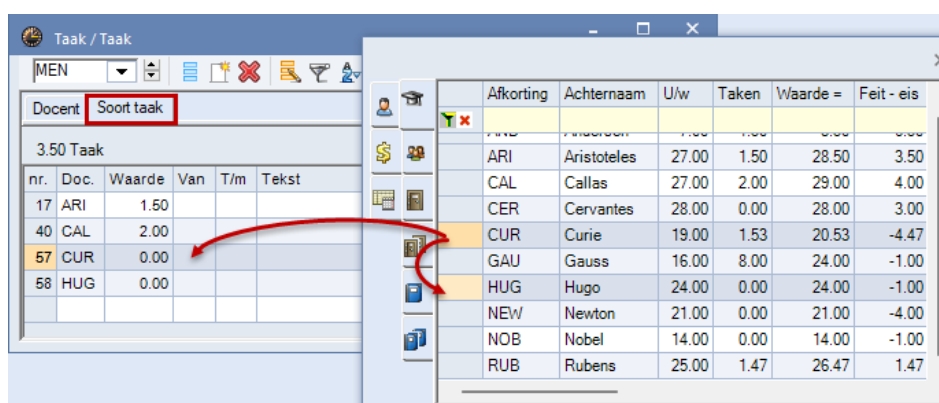 Taak / Taak
MEN
Docent Soort taak
3.50 Taak
nr. Doc. Waarde Van T/m Tekst
17 ARI 1.50
40 CAL 2.00
57 CUR 0.00
58 HUG 0.00
Afkorting Achternaam U/w Taken Waarde = Feit - eis
ARI Aristoteles 27.00 1.50 28.50 3.50
CAL Callas 27.00 2.00 29.00 4.00
CER Cervantes 28.00 0.00 28.00 3.00
CUR Curie 19.00 1.53 20.53 -4.47
GAU Gauss 16.00 8.00 24.00 -1.00
HUG Hugo 24.00 0.00 24.00 -1.00
NEW Newton 21.00 0.00 21.00 -4.00
NOB Nobel 14.00 0.00 14.00 -1.00
RUB Rubens 25.00 1.47 26.47 1.47